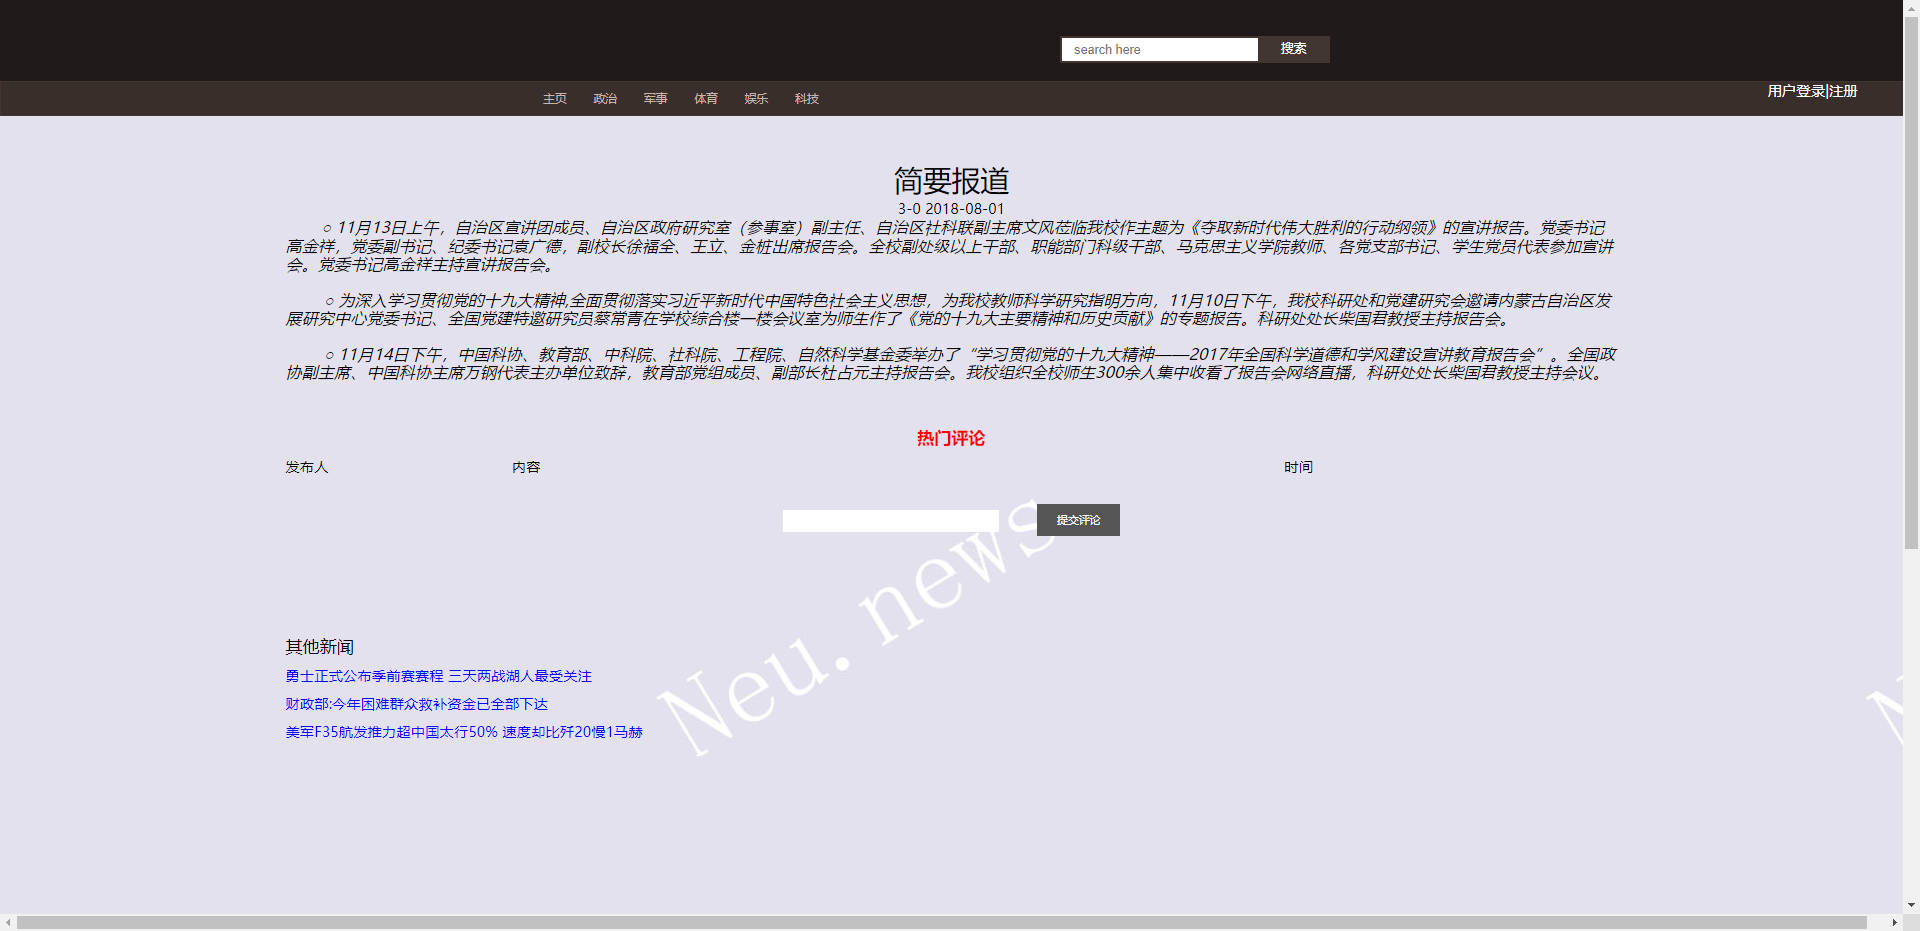 search here
搜索
主页
政治
军事
体育
娱乐
科技
用户登录|注册
简要报道
3-0 2018-08-01
○ 11月13日上午，自治区宣讲团成员、自治区政府研究室（参事室）副主任、自治区社科联副主席文风莅临我校作主题为《夺取新时代伟大胜利的行动纲领》的宣讲报告。党委书记
高金祥，党委副书记、纪委书记袁广德，副校长徐福全、王立、金桩出席报告会。全校副处级以上干部、职能部门科级干部、马克思主义学院教师、各党支部书记、学生党员代表参加宣讲
会。党委书记高金祥主持宣讲报告会。
○ 为深入学习贯彻党的十九大精神,全面贯彻落实习近平新时代中国特色社会主义思想，为我校教师科学研究指明方向，11月10日下午，我校科研处和党建研究会邀请内蒙古自治区发
展研究中心党委书记、全国党建特邀研究员蔡常青在学校综合楼一楼会议室为师生作了《党的十九大主要精神和历史贡献》的专题报告。科研处处长柴国君教授主持报告会。
○ 11月14日下午，中国科协、教育部、中科院、社科院、工程院、自然科学基金委举办了“学习贯彻党的十九大精神——2017年全国科学道德和学风建设宣讲教育报告会”。全国政
协副主席、中国科协主席万钢代表主办单位致辞，教育部党组成员、副部长杜占元主持报告会。我校组织全校师生300余人集中收看了报告会网络直播，科研处处长柴国君教授主持会议。
热门评论
发布人
内容
时间
提交评论
Neu. news
其他新闻
勇士正式公布季前赛赛程 三天两战湖人最受关注
财政部:今年困难群众救补资金已全部下达
美军F35航发推力超中国太行50% 速度却比歼20慢1马赫
N